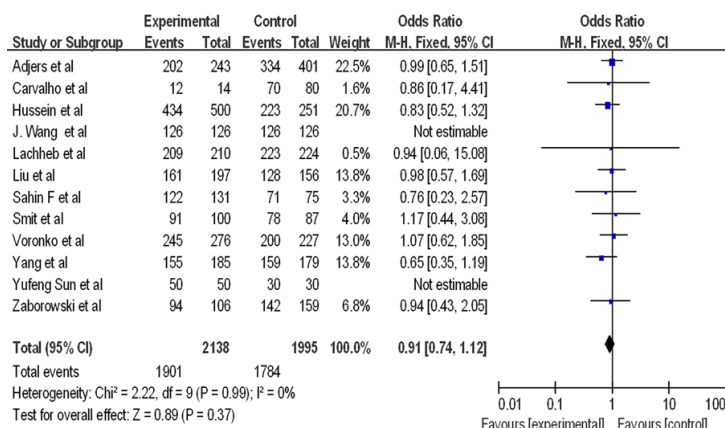 Experimental Control Odds Ratio Odds Ratio
Study or Subgroup Events Total Events Total Weight M-H, Fixed, 95% CI M-H, Fixed, 95% CI
Adjers et al 202 243 334 401 22.5% 0.99 [0.65, 1.51]
Carvalho et al 12 14 70 80 1.6% 0.86 [0.17, 4.41]
Hussein et al 434 500 223 251 20.7% 0.83 [0.52, 1.32]
J. Wang et al 126 126 126 126 Not estimable
Lachheb et al 209 210 223 224 0.5% 0.94 [0.06, 15.08]
Liu et al 161 197 128 156 13.8% 0.98 [0.57, 1.69]
Sahin F et al 122 131 71 75 3.3% 0.76 [0.23, 2.57]
Smit et al 91 100 78 87 4.0% 1.17 [0.44, 3.08]
Voronko et al 245 276 200 227 13.0% 1.07 [0.62, 1.85]
Yang et al 155 185 159 179 13.8% 0.65 [0.35, 1.19]
Yufeng Sun et al 50 50 30 30 Not estimable
Zaborowski et al 94 106 142 159 6.8% 0.94 [0.43, 2.05]
Total (95% CI) 2138 1995 100.0% 0.91 [0.74, 1.12]
Total events 1901 1784
Heterogeneity: Chi² = 2.22, df = 9 (P = 0.99); I² = 0%
Test for overall effect: Z = 0.89 (P = 0.37)
0.01 0.1 1 10 100
Favours [experimental] Favours [control]